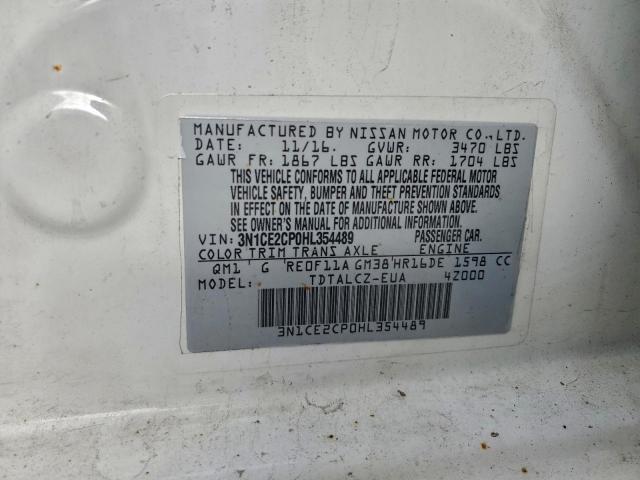 MANUFACTURED BY NISSAN MOTOR CO., LTD.
DATE: 11/16. GVWR: 3470 LBS
GAWR FR: 1867 LBS GAWR RR: 1704 LBS
THIS VEHICLE CONFORMS TO ALL APPLICABLE FEDERAL MOTOR
VEHICLE SAFETY, BUMPER AND THEFT PREVENTION STANDARDS
IN EFFECT ON THE DATE OF MANUFACTURE SHOWN ABOVE.
SEE OWNER'S MANUAL FOR ADDITIONAL INFORMATION.
VIN: 3N1CE2CP0HL354489 PASSENGER CAR.
COLOR TRIM TRANS AXLE ENGINE
QM1 G RE0F11A GM38 HR16DE 1598 CC
MODEL: TDTALCZ-EUA 4Z000
3N1CE2CP0HL354489